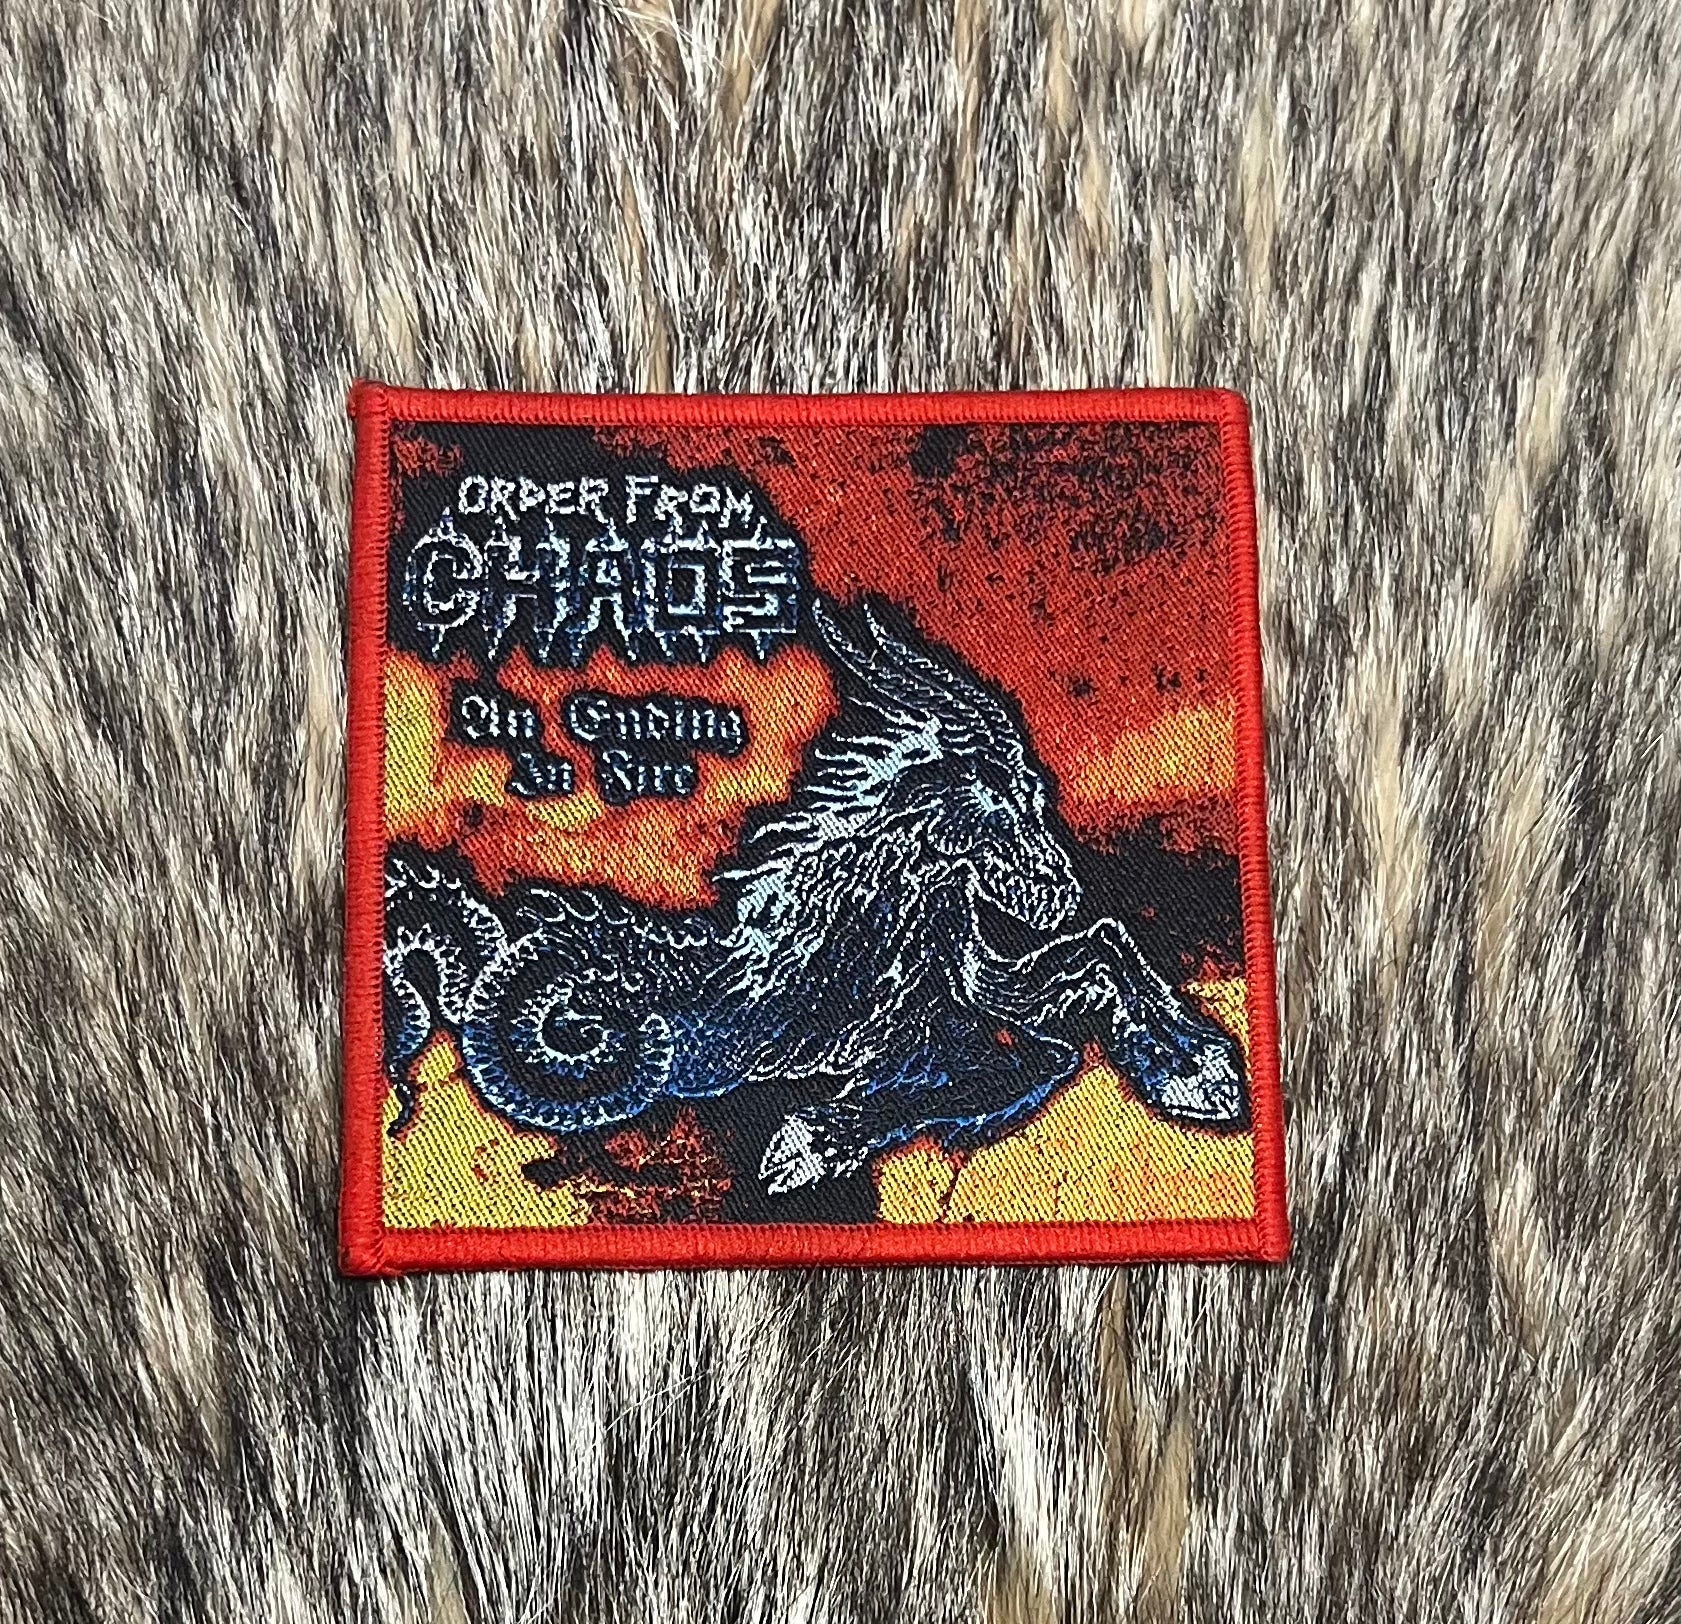 ORDER FROM
CHAOS
An Ending
In Fire